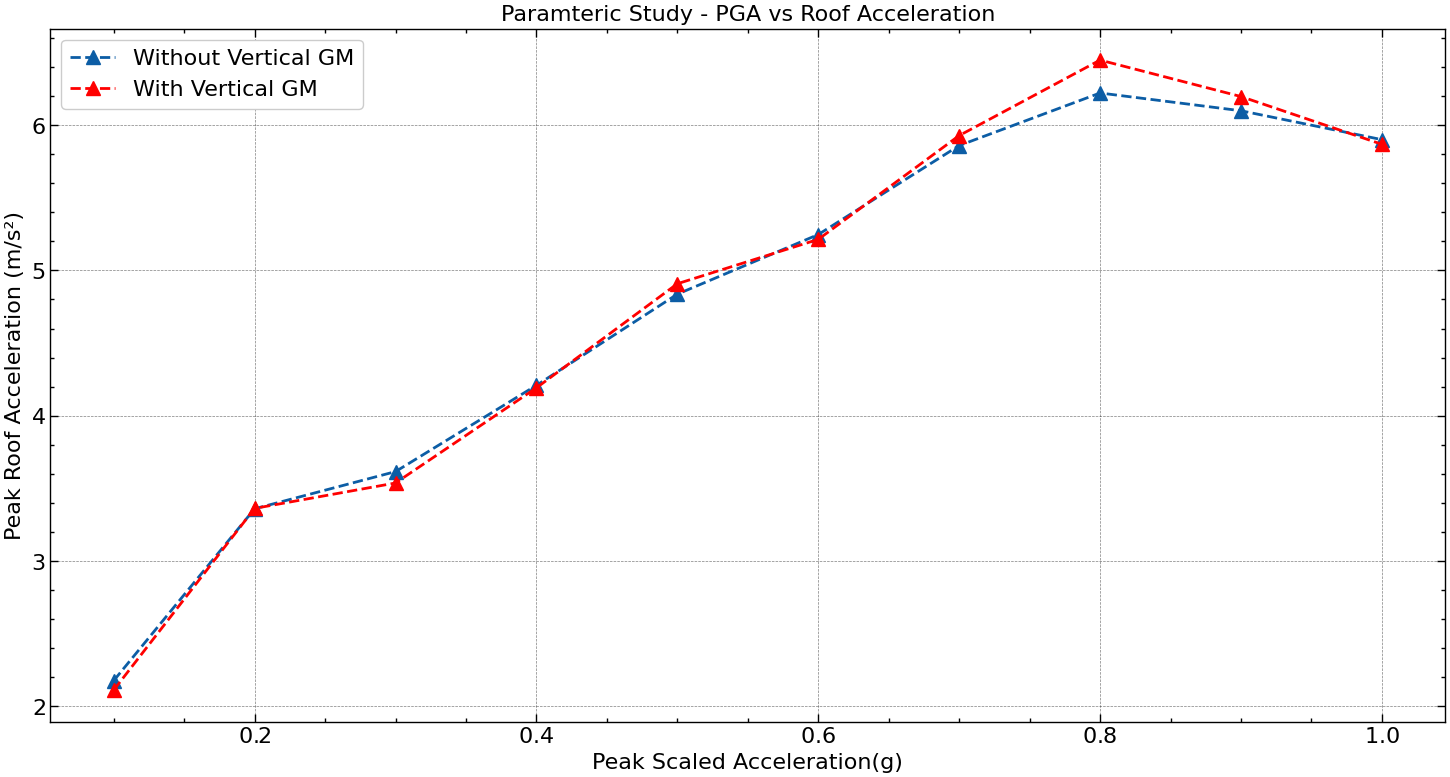 Paramteric Study - PGA vs Roof Acceleration
Without Vertical GM
With Vertical GM
Peak Roof Acceleration (m/s²)
6
5
4
3
2
0.2
0.4
0.6
0.8
1.0
Peak Scaled Acceleration(g)